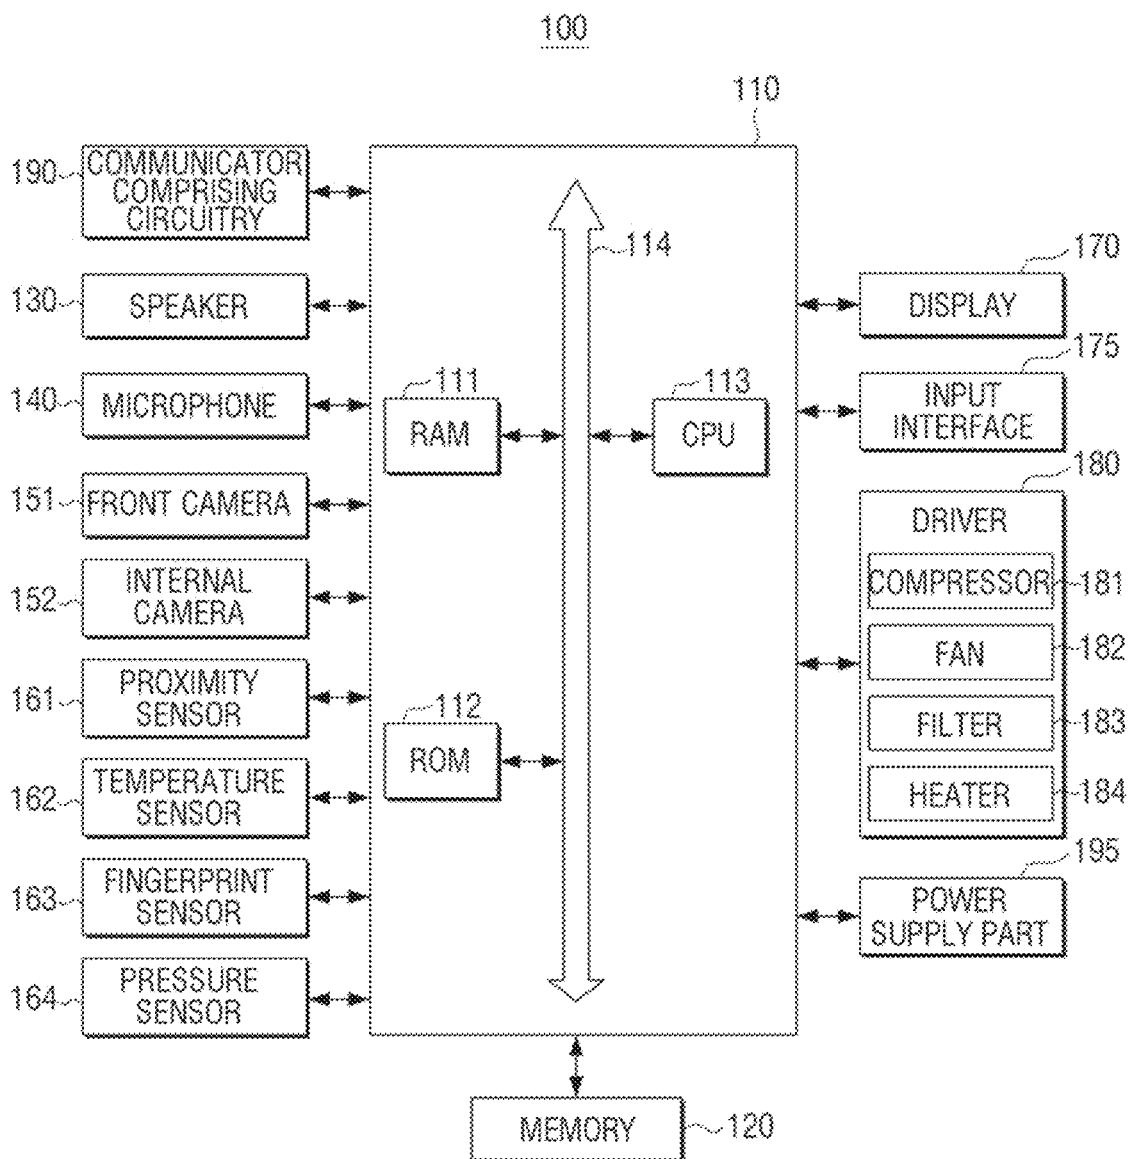 100
110
190
COMMUNICATOR
COMPRISING
CIRCUITRY
114
170
130
SPEAKER
DISPLAY
175
140
MICROPHONE
111
RAM
113
CPU
INPUT
INTERFACE
151
FRONT CAMERA
180
DRIVER
COMPRESSOR
181
152
INTERNAL
CAMERA
FAN
182
161
PROXIMITY
SENSOR
112
ROM
FILTER
183
162
TEMPERATURE
SENSOR
HEATER
184
163
FINGERPRINT
SENSOR
195
POWER
SUPPLY PART
164
PRESSURE
SENSOR
MEMORY
120